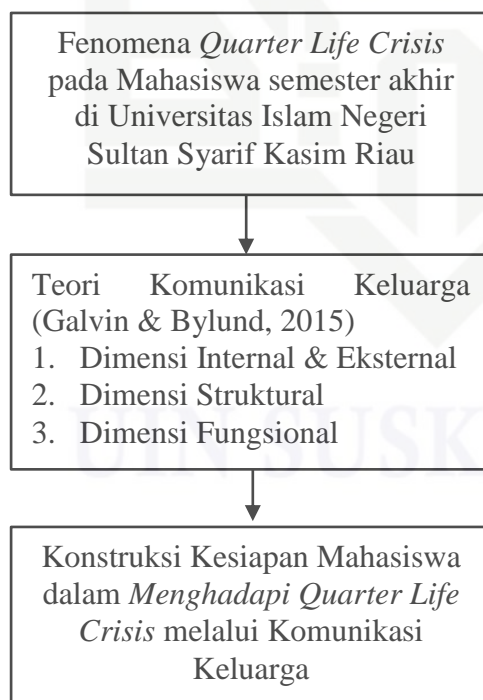 Fenomena Quarter Life Crisis
pada Mahasiswa semester akhir
di Universitas Islam Negeri
Sultan Syarif Kasim Riau
Teori Komunikasi Keluarga
(Galvin & Bylund, 2015)
1. Dimensi Internal & Eksternal
2. Dimensi Struktural
3. Dimensi Fungsional
UIN SUSK
Konstruksi Kesiapan Mahasiswa
dalam Menghadapi Quarter Life
Crisis melalui Komunikasi
Keluarga